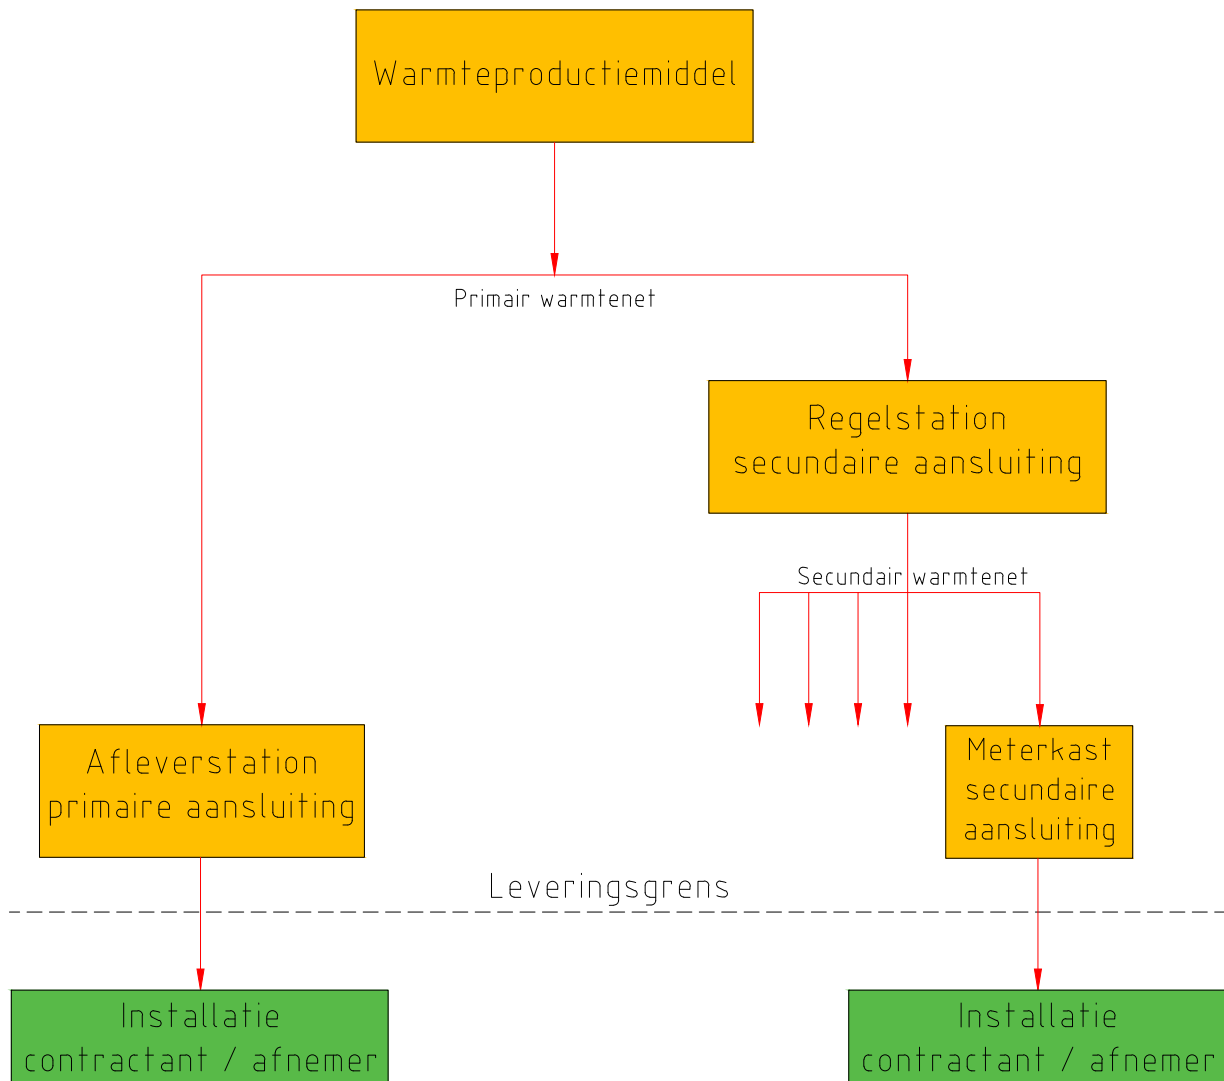 Warmteproductiemiddel
Primair warmtenet
Regelstation
secundaire aansluiting
Secundair warmtenet
Afleverstation
primaire aansluiting
Meterkast
secundaire
aansluiting
Leveringsgrens
Installatie
contractant / afnemer
Installatie
contractant / afnemer